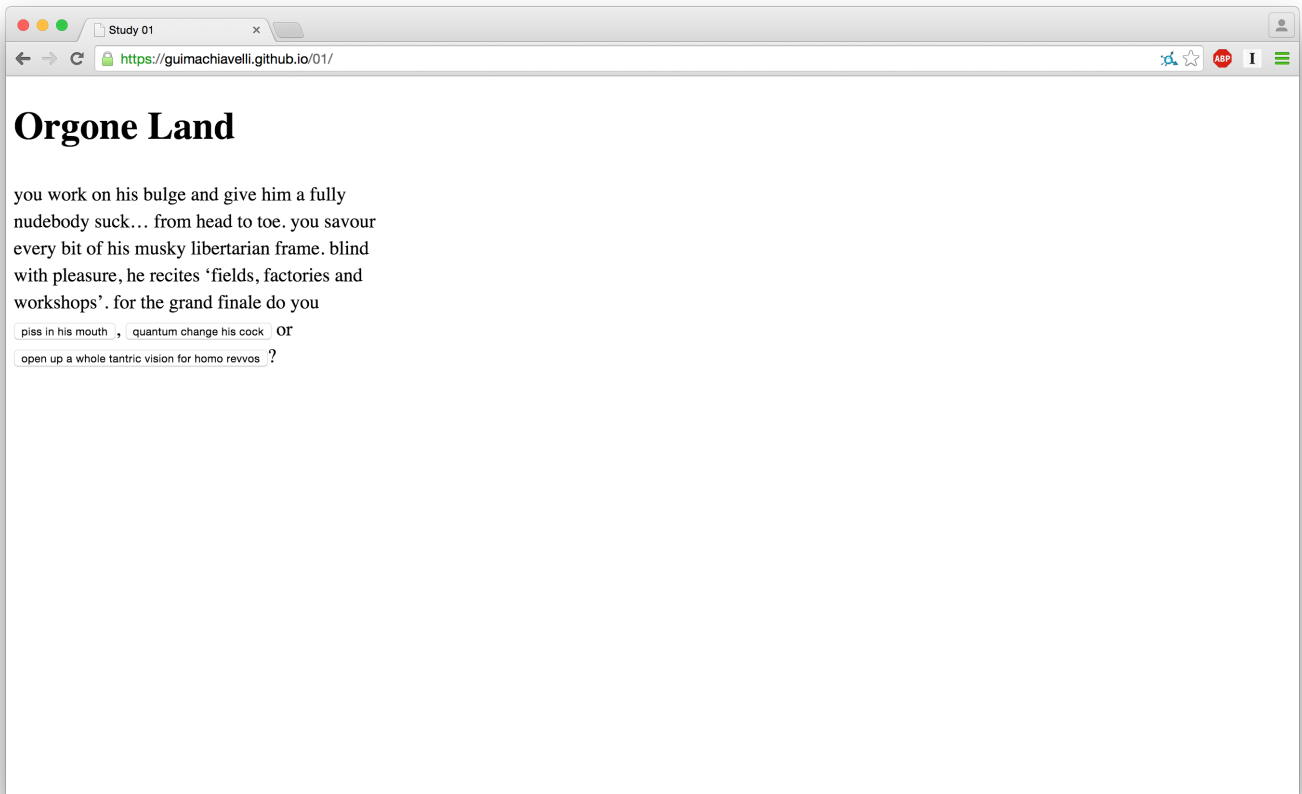 Study 01
https://guimachiavelli.github.io/01/
ABP
I
Orgone Land
you work on his bulge and give him a fully
nudebody suck… from head to toe. you savour
every bit of his musky libertarian frame. blind
with pleasure, he recites ‘fields, factories and
workshops’. for the grand finale do you
piss in his mouth, quantum change his cock or
open up a whole tantric vision for homo revvos?